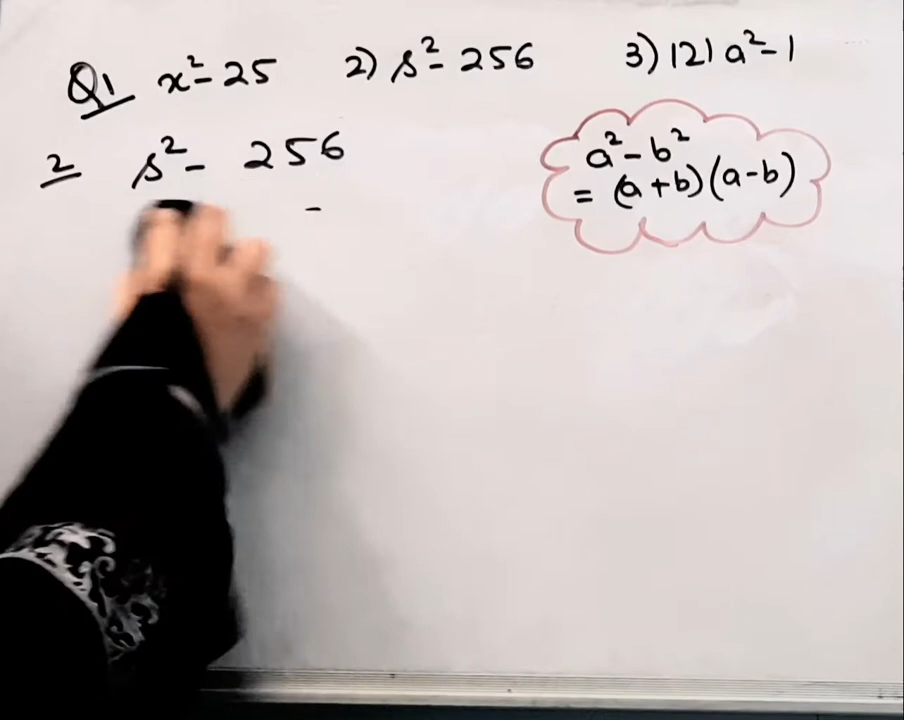 Q1 x²-25 2) s²-256 3) 121a²-1
2 s² - 256
-
a²-b²
= (a+b)(a-b)